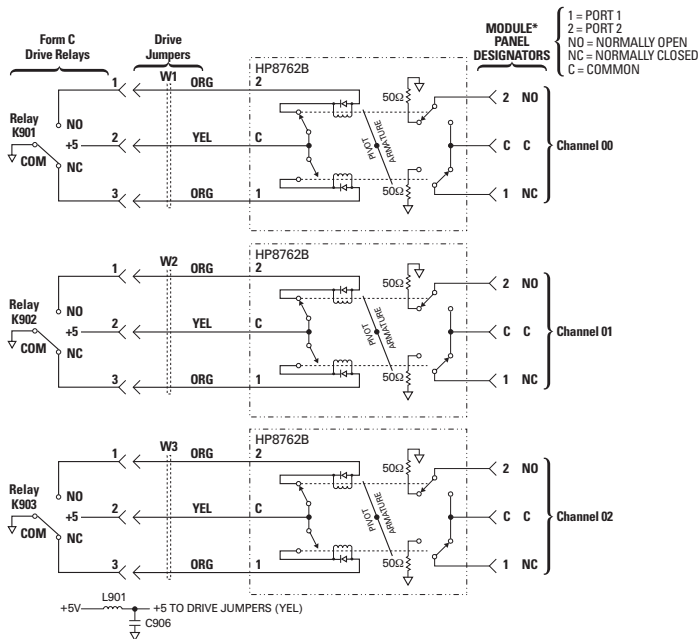 Form C
Drive Relays
Drive
Jumpers
MODULE*
PANEL
DESIGNATORS
1 = PORT 1
2 = PORT 2
NO = NORMALLY OPEN
NC = NORMALLY CLOSED
C = COMMON
W1
1 ORG 2
HP8762B
Relay
K901
NO
+5
COM
NC
2 YEL C
3 ORG 1
50Ω
PIVOT
ARMATURE
50Ω
2 NO
C C Channel 00
1 NC
W2
1 ORG 2
HP8762B
Relay
K902
NO
+5
COM
NC
2 YEL C
3 ORG 1
50Ω
PIVOT
ARMATURE
50Ω
2 NO
C C Channel 01
1 NC
W3
1 ORG 2
HP8762B
Relay
K903
NO
+5
COM
NC
2 YEL C
3 ORG 1
50Ω
PIVOT
ARMATURE
50Ω
2 NO
C C Channel 02
1 NC
L901
+5V
+5 TO DRIVE JUMPERS (YEL)
C906